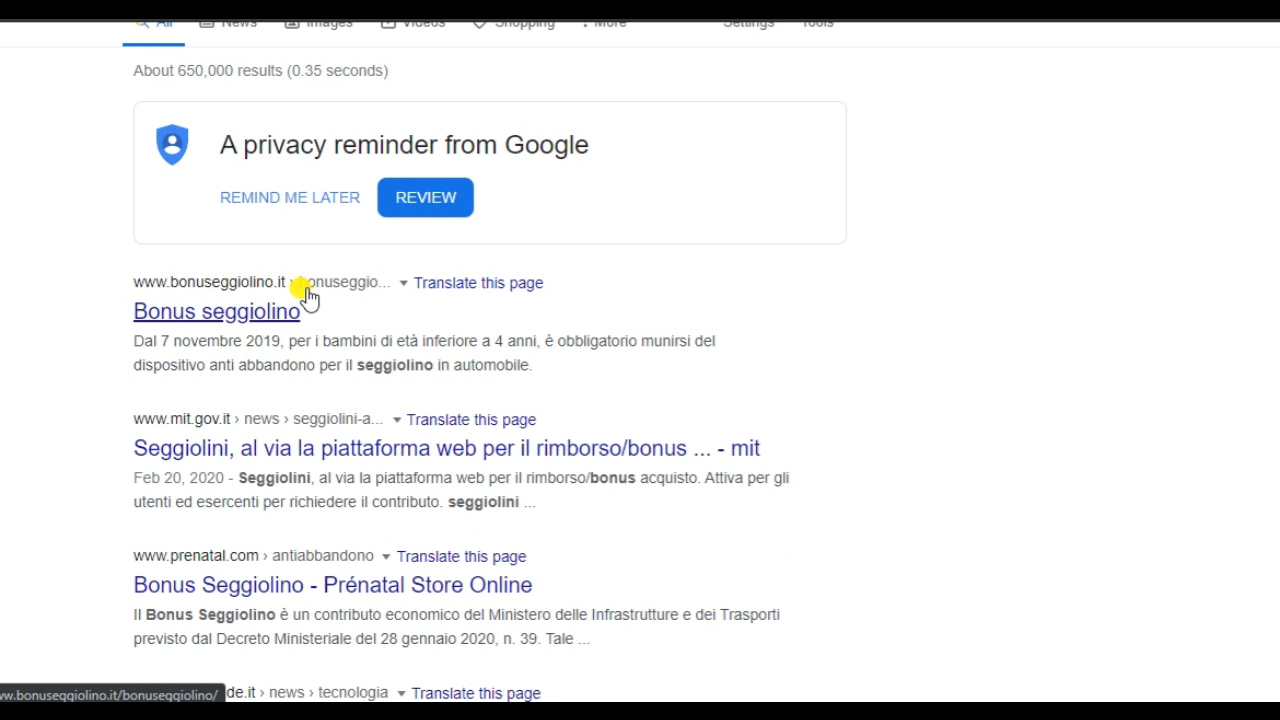 All News Images Videos Shopping More Settings Tools
About 650,000 results (0.35 seconds)
A privacy reminder from Google
REMIND ME LATER REVIEW
www.bonuseggiolino.it › bonuseggio... Translate this page
Bonus seggiolino
Dal 7 novembre 2019, per i bambini di età inferiore a 4 anni, è obbligatorio munirsi del
dispositivo anti abbandono per il seggiolino in automobile.
www.mit.gov.it › news › seggiolini-a... Translate this page
Seggiolini, al via la piattaforma web per il rimborso/bonus ... - mit
Feb 20, 2020 - Seggiolini, al via la piattaforma web per il rimborso/bonus acquisto. Attiva per gli
utenti ed esercenti per richiedere il contributo. seggiolini ...
www.prenatal.com › antiabbandono Translate this page
Bonus Seggiolino - Prénatal Store Online
Il Bonus Seggiolino è un contributo economico del Ministero delle Infrastrutture e dei Trasporti
previsto dal Decreto Ministeriale del 28 gennaio 2020, n. 39. Tale ...
de.it › news › tecnologia Translate this page
ww.bonuseggiolino.it/bonuseggiolino/